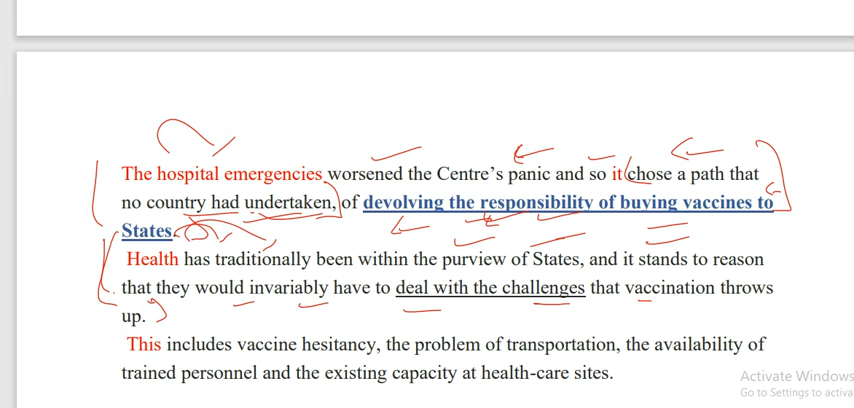 The hospital emergencies worsened the Centre's panic and so it chose a path that
no country had undertaken, of devolving the responsibility of buying vaccines to
States.
Health has traditionally been within the purview of States, and it stands to reason
that they would invariably have to deal with the challenges that vaccination throws
up.
This includes vaccine hesitancy, the problem of transportation, the availability of
trained personnel and the existing capacity at health-care sites.
Activate Windows
Go to Settings to activa